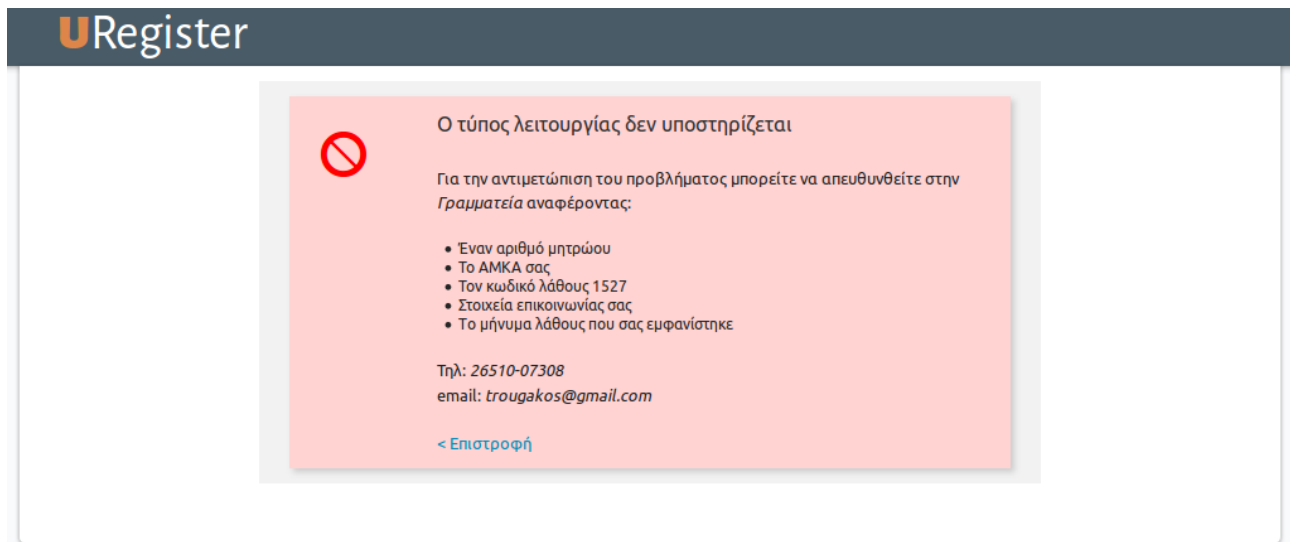 URegister
Ο τύπος λειτουργίας δεν υποστηρίζεται
Για την αντιμετώπιση του προβλήματος μπορείτε να απευθυνθείτε στην
Γραμματεία αναφέροντας:
• Έναν αριθμό μητρώου
• Το ΑΜΚΑ σας
• Τον κωδικό λάθους 1527
• Στοιχεία επικοινωνίας σας
• Το μήνυμα λάθους που σας εμφανίστηκε
Τηλ: 26510-07308
email: trougakos@gmail.com
< Επιστροφή